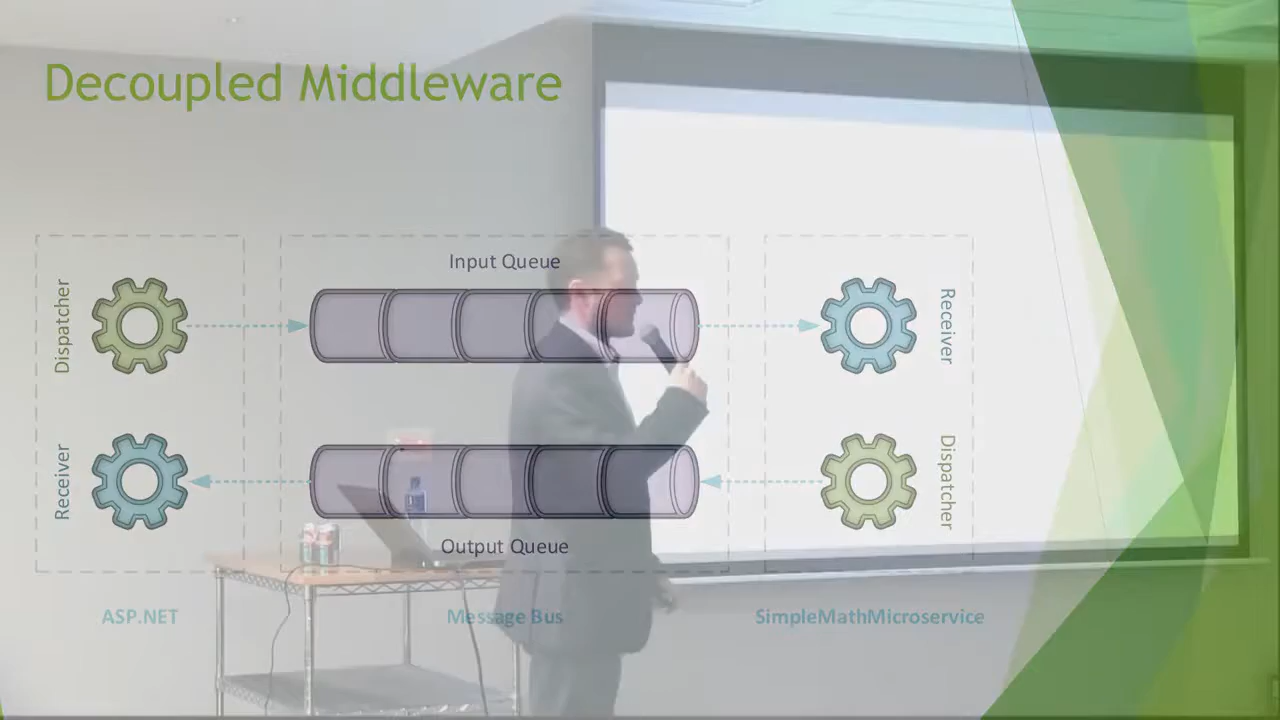 Decoupled Middleware
Input Queue
Dispatcher
Receiver
Receiver
Dispatcher
Output Queue
ASP.NET
Message Bus
SimpleMathMicroservice